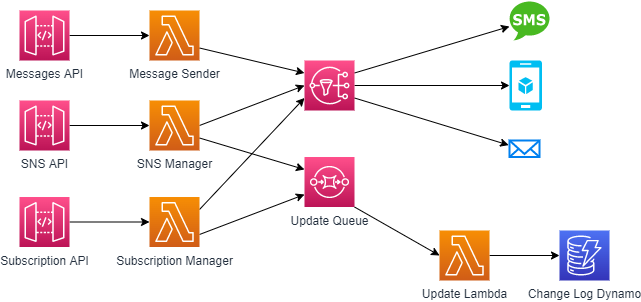 SMS
Messages API
Message Sender
SNS API
SNS Manager
Update Queue
Subscription API
Subscription Manager
Update Lambda
Change Log Dynamo